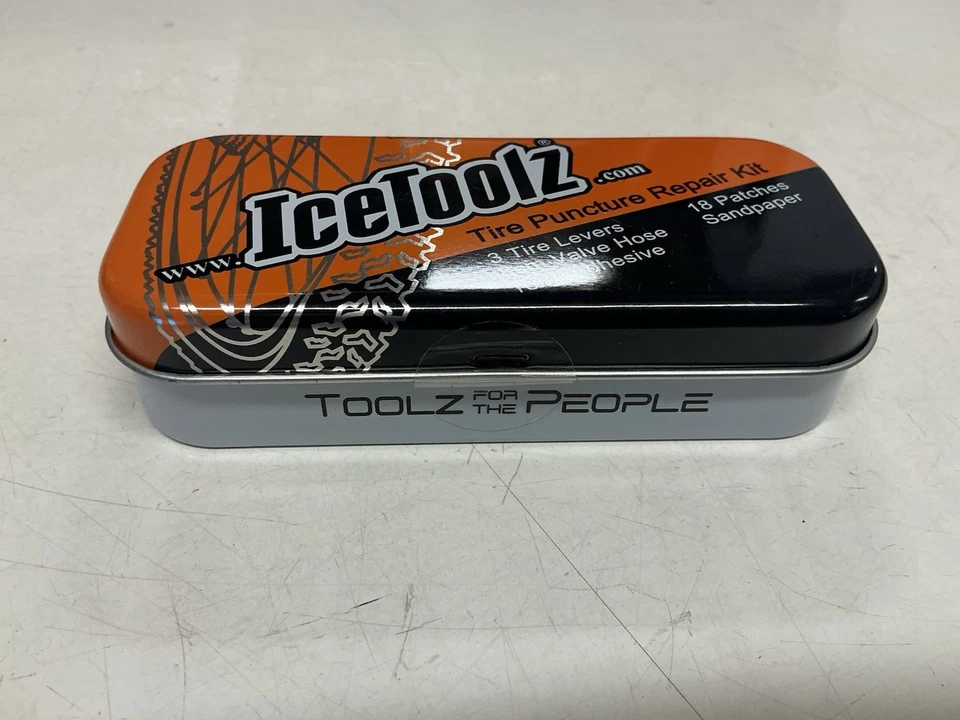 www.IceToolz®.com
Tire Puncture Repair Kit
3 Tire Levers
Valve Hose
18 Patches
Sandpaper
TOOLZ FOR THE PEOPLE